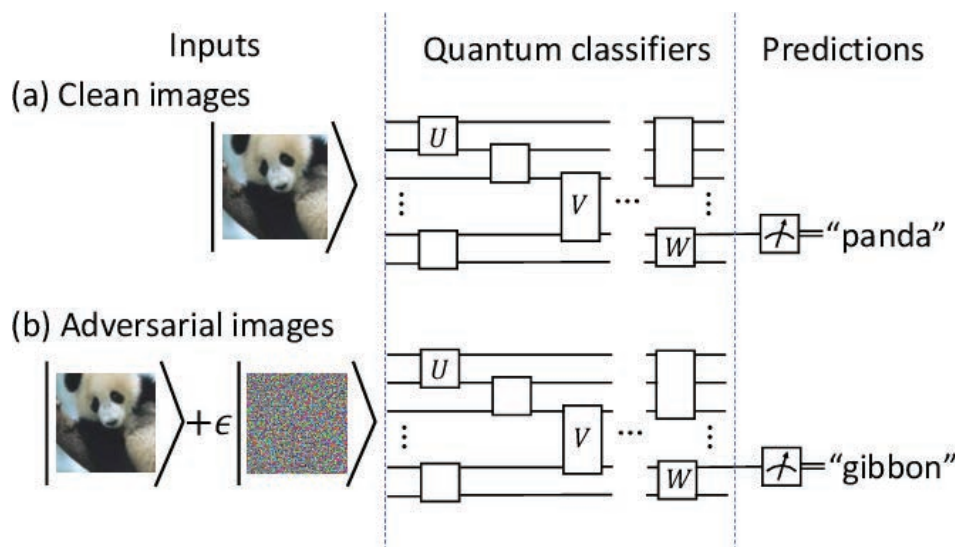 Inputs
Quantum classifiers
Predictions
(a) Clean images
U
V
...
W
“panda”
(b) Adversarial images
+ϵ
U
V
...
W
“gibbon”